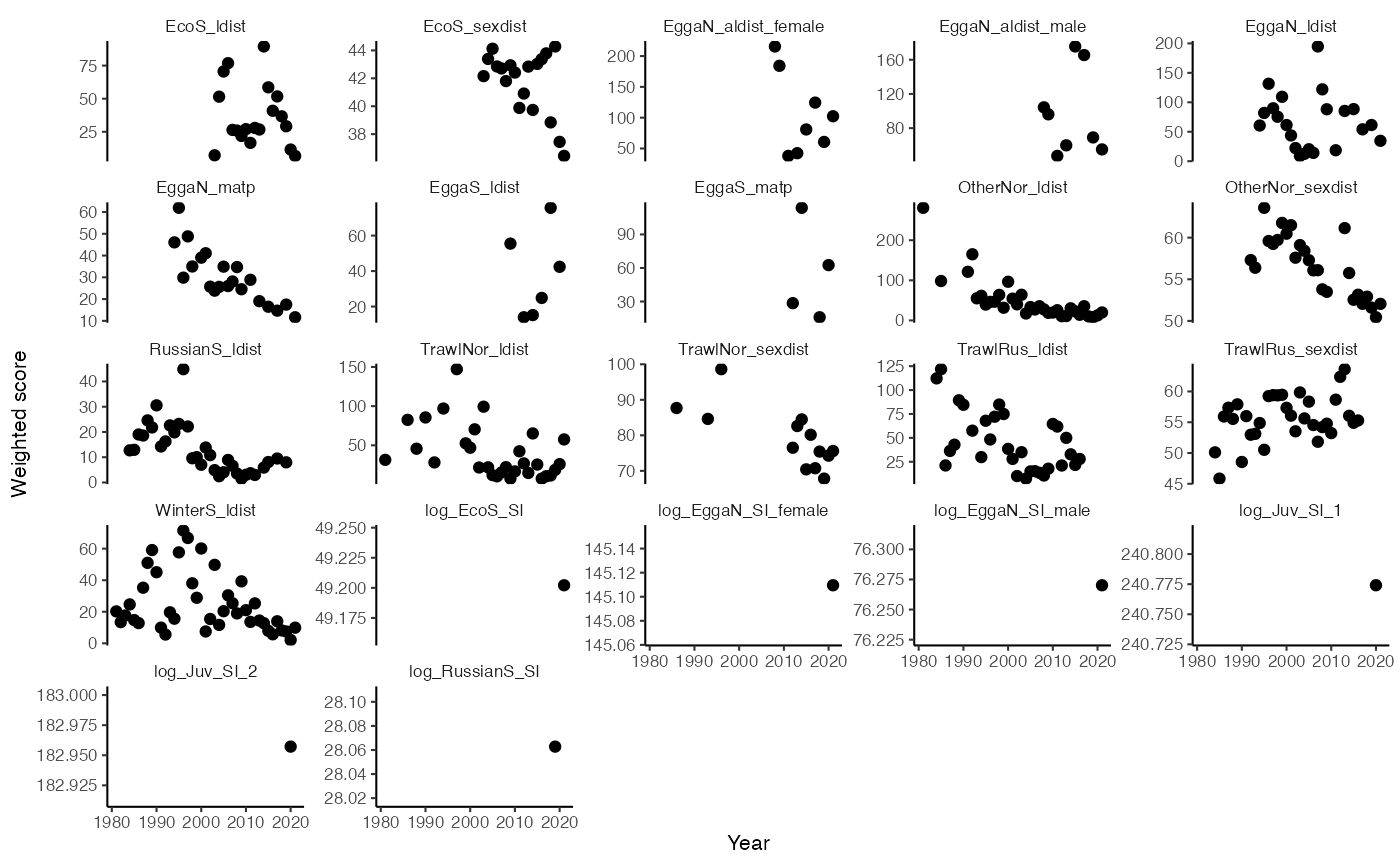 EcoS_ldist EcoS_sexdist EggaN_aldist_female EggaN_aldist_male EggaN_ldist
75 50 25
44 42 40 38
200 150 100 50
160 120 80
200 150 100 50 0
EggaN_matp EggaS_ldist EggaS_matp OtherNor_ldist OtherNor_sexdist
60 50 40 30 20 10
60 40 20
90 60 30
200 100 0
60 55 50
RussianS_ldist TrawlNor_ldist TrawlNor_sexdist TrawlRus_ldist TrawlRus_sexdist
40 30 20 10 0
150 100 50
100 90 80 70
125 100 75 50 25
60 55 50 45
WinterS_ldist log_EcoS_SI log_EggaN_SI_female log_EggaN_SI_male log_Juv_SI_1
60 40 20 0
49.250 49.225 49.200 49.175
145.14 145.12 145.10 145.08 145.06
76.300 76.275 76.250 76.225
240.800 240.775 240.750 240.725
1980 1990 2000 2010 2020
1980 1990 2000 2010 2020
1980 1990 2000 2010 2020
log_Juv_SI_2 log_RussianS_SI
183.000 182.975 182.950 182.925
28.10 28.08 28.06 28.04 28.02
1980 1990 2000 2010 2020
1980 1990 2000 2010 2020
Weighted score
Year